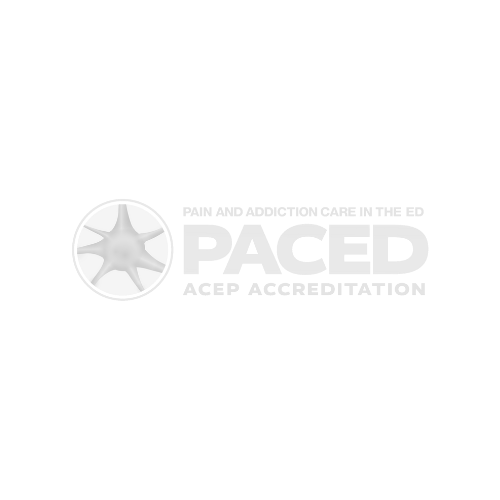 PAIN AND ADDICTION CARE IN THE ED
PACED
ACEP ACCREDITATION